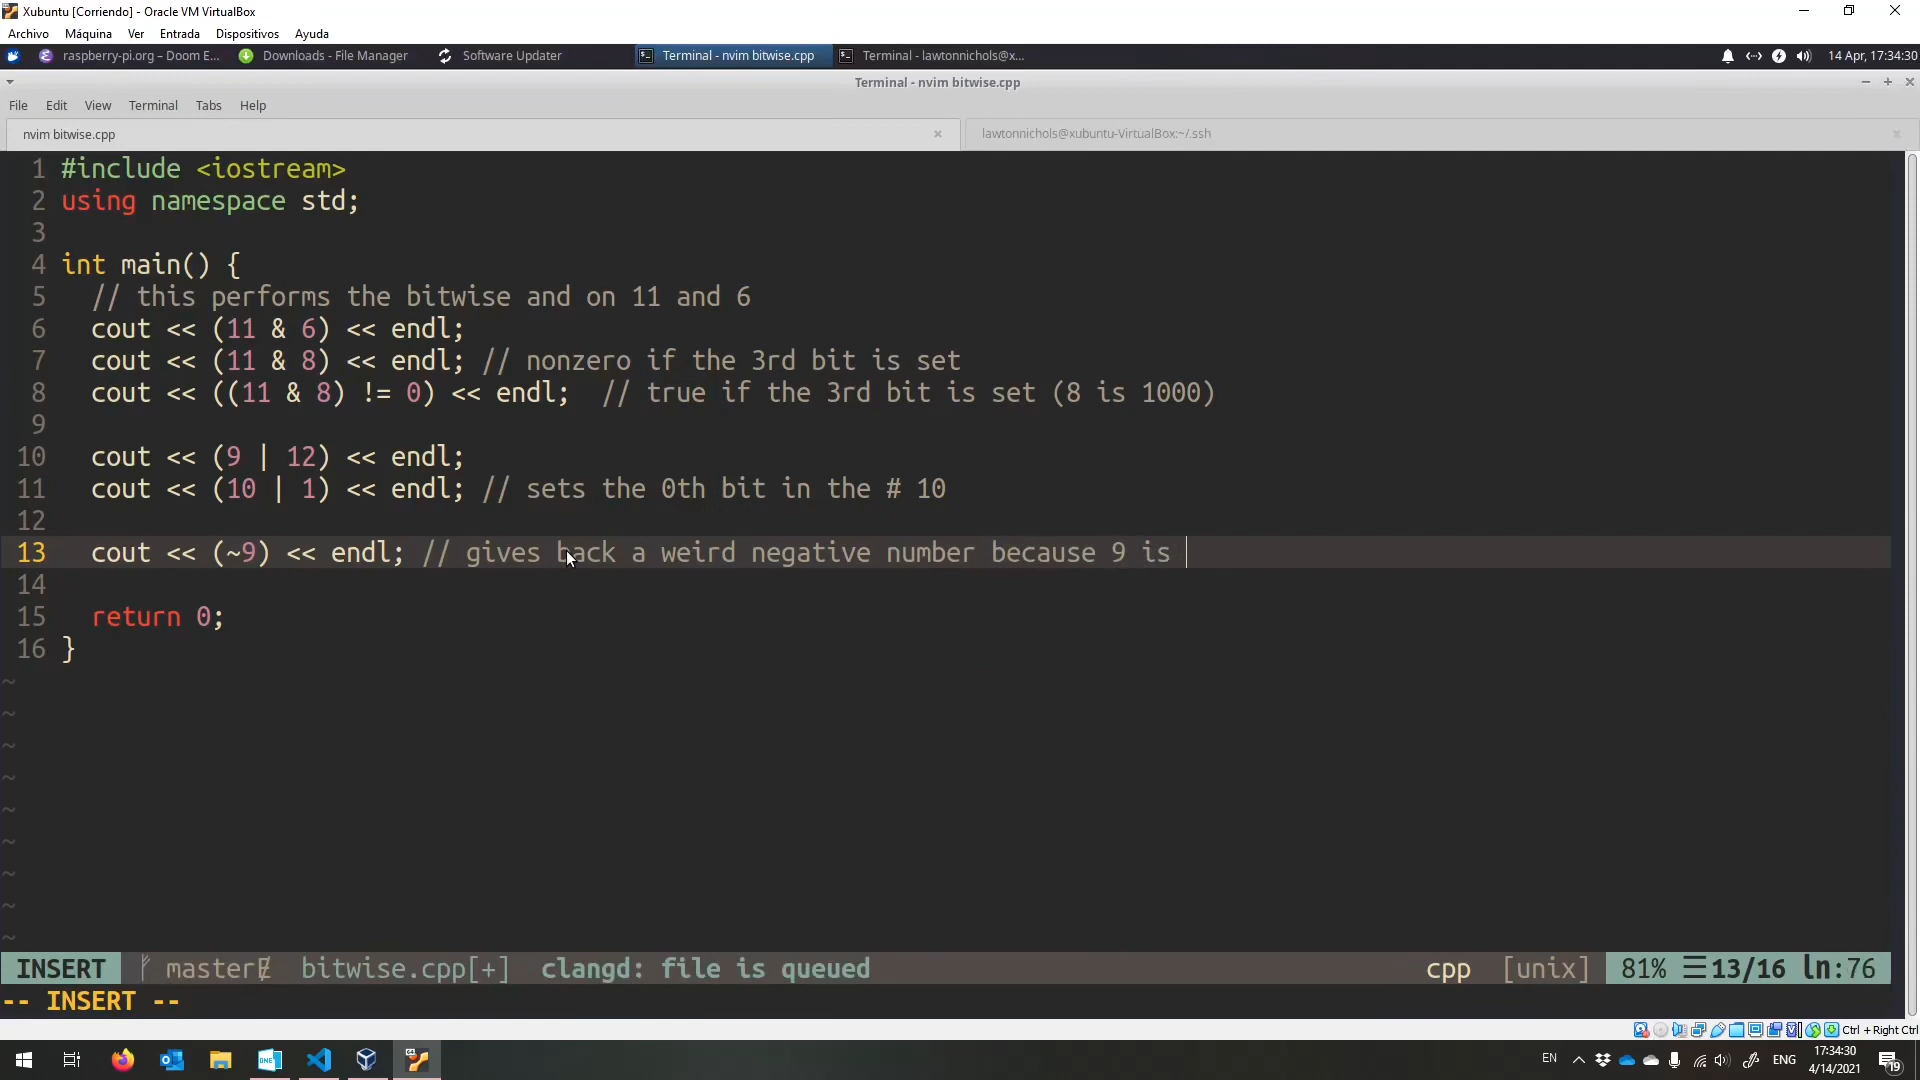 Xubuntu [Corriendo] - Oracle VM VirtualBox
Archivo Máquina Ver Entrada Dispositivos Ayuda
raspberry-pi.org – Doom E... Downloads - File Manager Software Updater Terminal - nvim bitwise.cpp Terminal - lawtonnichols@x... 14 Apr, 17:34:30
Terminal - nvim bitwise.cpp
File Edit View Terminal Tabs Help
nvim bitwise.cpp lawtonnichols@xubuntu-VirtualBox:~/.ssh
1 #include <iostream>
2 using namespace std;
3
4 int main() {
5 // this performs the bitwise and on 11 and 6
6 cout << (11 & 6) << endl;
7 cout << (11 & 8) << endl; // nonzero if the 3rd bit is set
8 cout << ((11 & 8) != 0) << endl; // true if the 3rd bit is set (8 is 1000)
9
10 cout << (9 | 12) << endl;
11 cout << (10 | 1) << endl; // sets the 0th bit in the # 10
12
13 cout << (~9) << endl; // gives back a weird negative number because 9 is
14
15 return 0;
16 }
~
~
~
~
~
~
~
~
~
INSERT master bitwise.cpp[+] clangd: file is queued cpp [unix] 81% ☰13/16 ln:76
-- INSERT --
Ctrl + Right Ctrl
EN ENG 17:34:30
4/14/2021
19